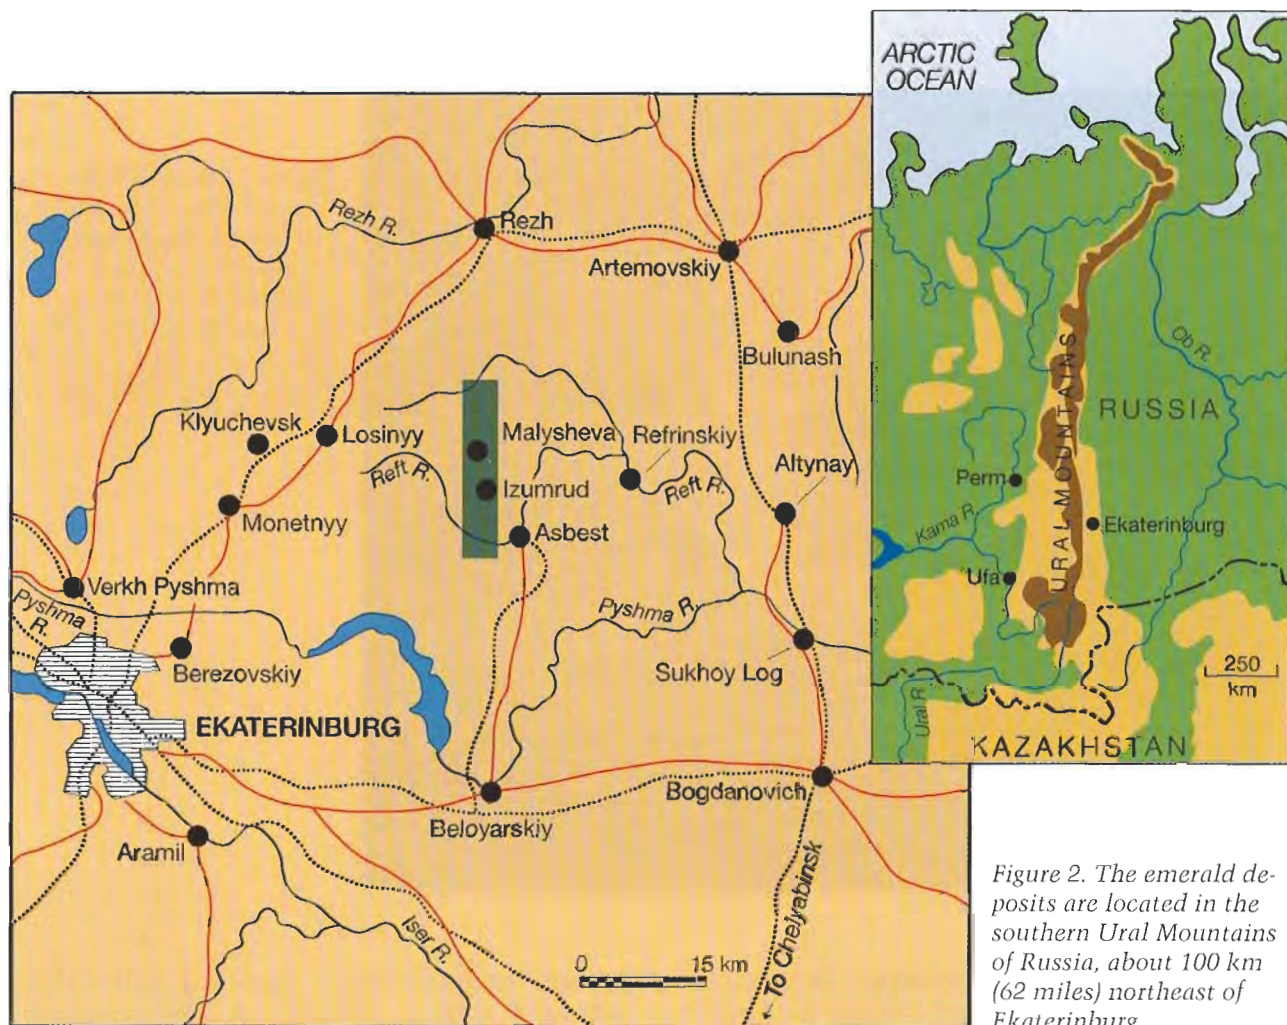 ARCTIC
OCEAN
Rezh R.
Rezh
Artemovskiy
Bulunash
Klyuchevsk
Losinyy
Malysheva
Refrinskiy
Reft R.
Izumrud
Reft R.
Altynay
Monetnyy
Asbest
Verkh Pyshma
Pyshma
R.
Pyshma R.
Berezovskiy
Sukhoy Log
EKATERINBURG
Bogdanovich
Beloyarskiy
Aramil
Iser R.
0 15 km
← To Chelyabinsk
Ob R.
RUSSIA
URAL MOUNTAINS
Perm
Kama R.
Ekaterinburg
Ufa
250
km
Ural R.
KAZAKHSTAN
Figure 2. The emerald de-
posits are located in the
southern Ural Mountains
of Russia, about 100 km
(62 miles) northeast of
Ekaterinburg